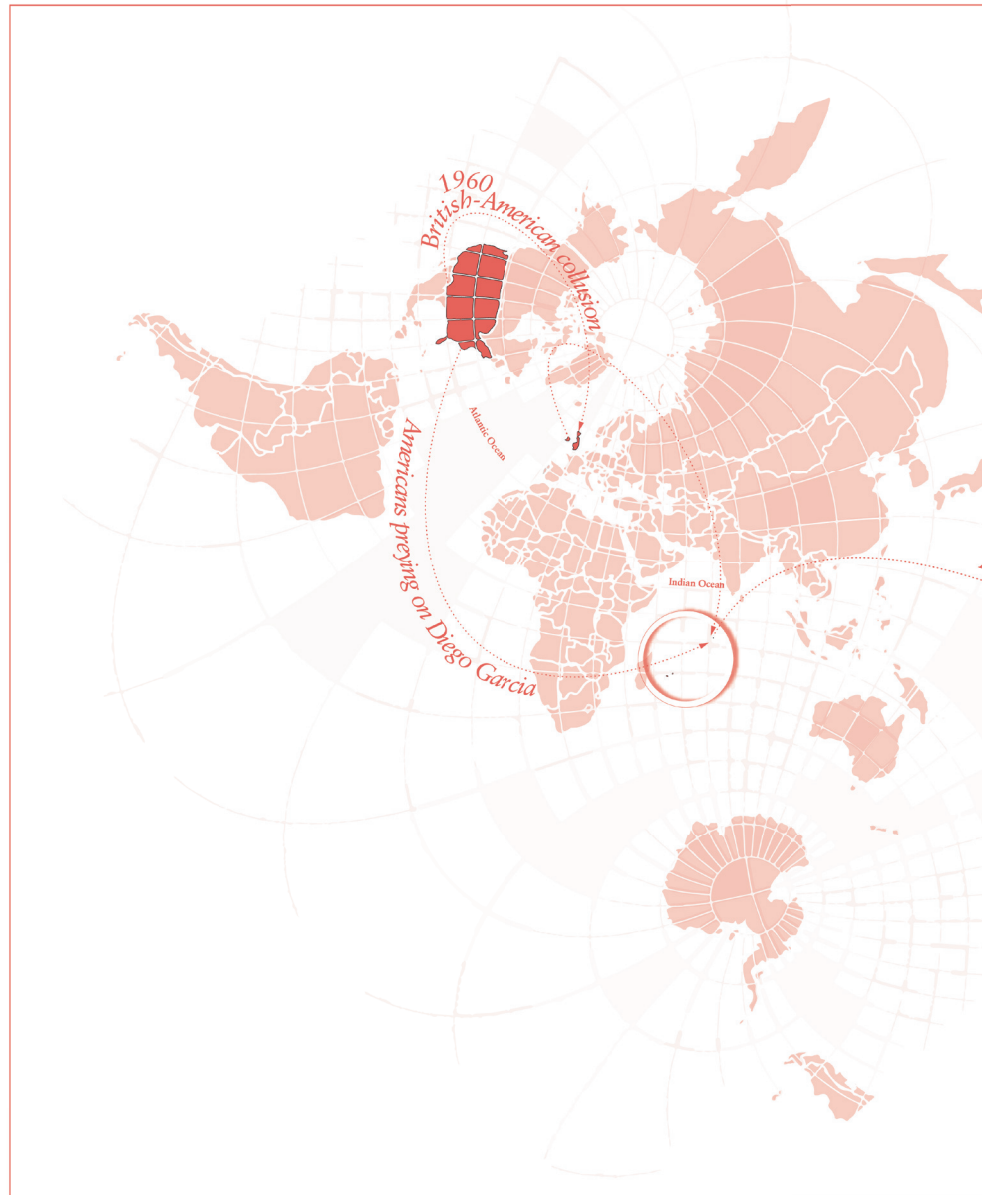 1960
British-American collusion
Atlantic Ocean
Americans preying on Diego Garcia
Indian Ocean